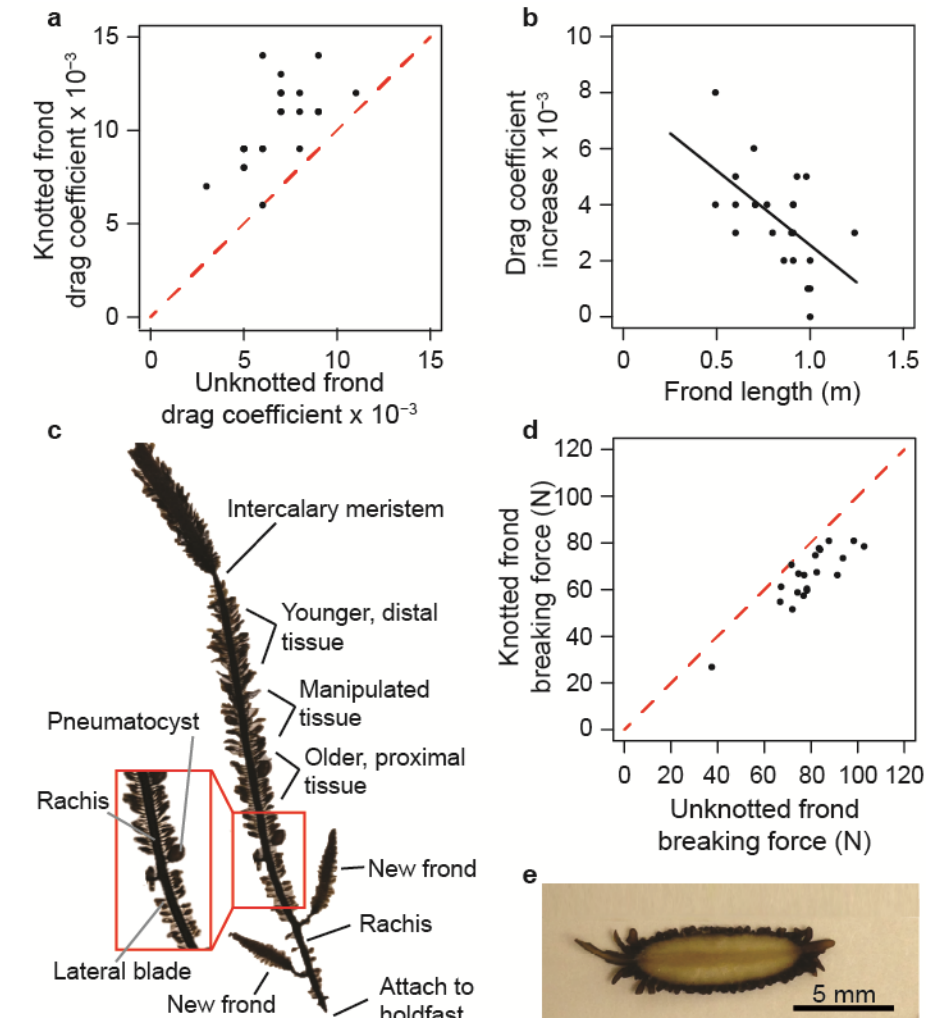 a
Knotted frond
drag coefficient x 10⁻³
15
10
5
0
0 5 10 15
Unknotted frond
drag coefficient x 10⁻³
b
Drag coefficient
increase x 10⁻³
10
8
6
4
2
0
0 0.5 1.0 1.5
Frond length (m)
c
Intercalary meristem
Younger, distal
tissue
Manipulated
tissue
Pneumatocyst
Older, proximal
tissue
Rachis
New frond
Rachis
Lateral blade
New frond
Attach to
holdfast
d
Knotted frond
breaking force (N)
120
100
80
60
40
20
0
0 20 40 60 80 100 120
Unknotted frond
breaking force (N)
e
5 mm